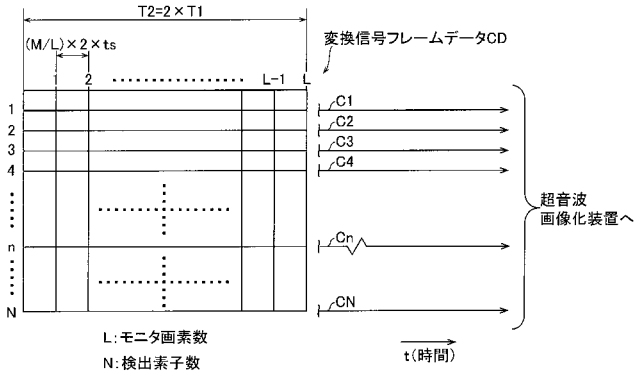 T2=2×T1
(M/L)×2×ts
変換信号フレームデータCD
1 2 L-1 L
1 C1
2 C2
3 C3
4 C4
超音波
画像化装置へ
n Cn
N CN
L:モニタ画素数
t(時間)
N:検出素子数